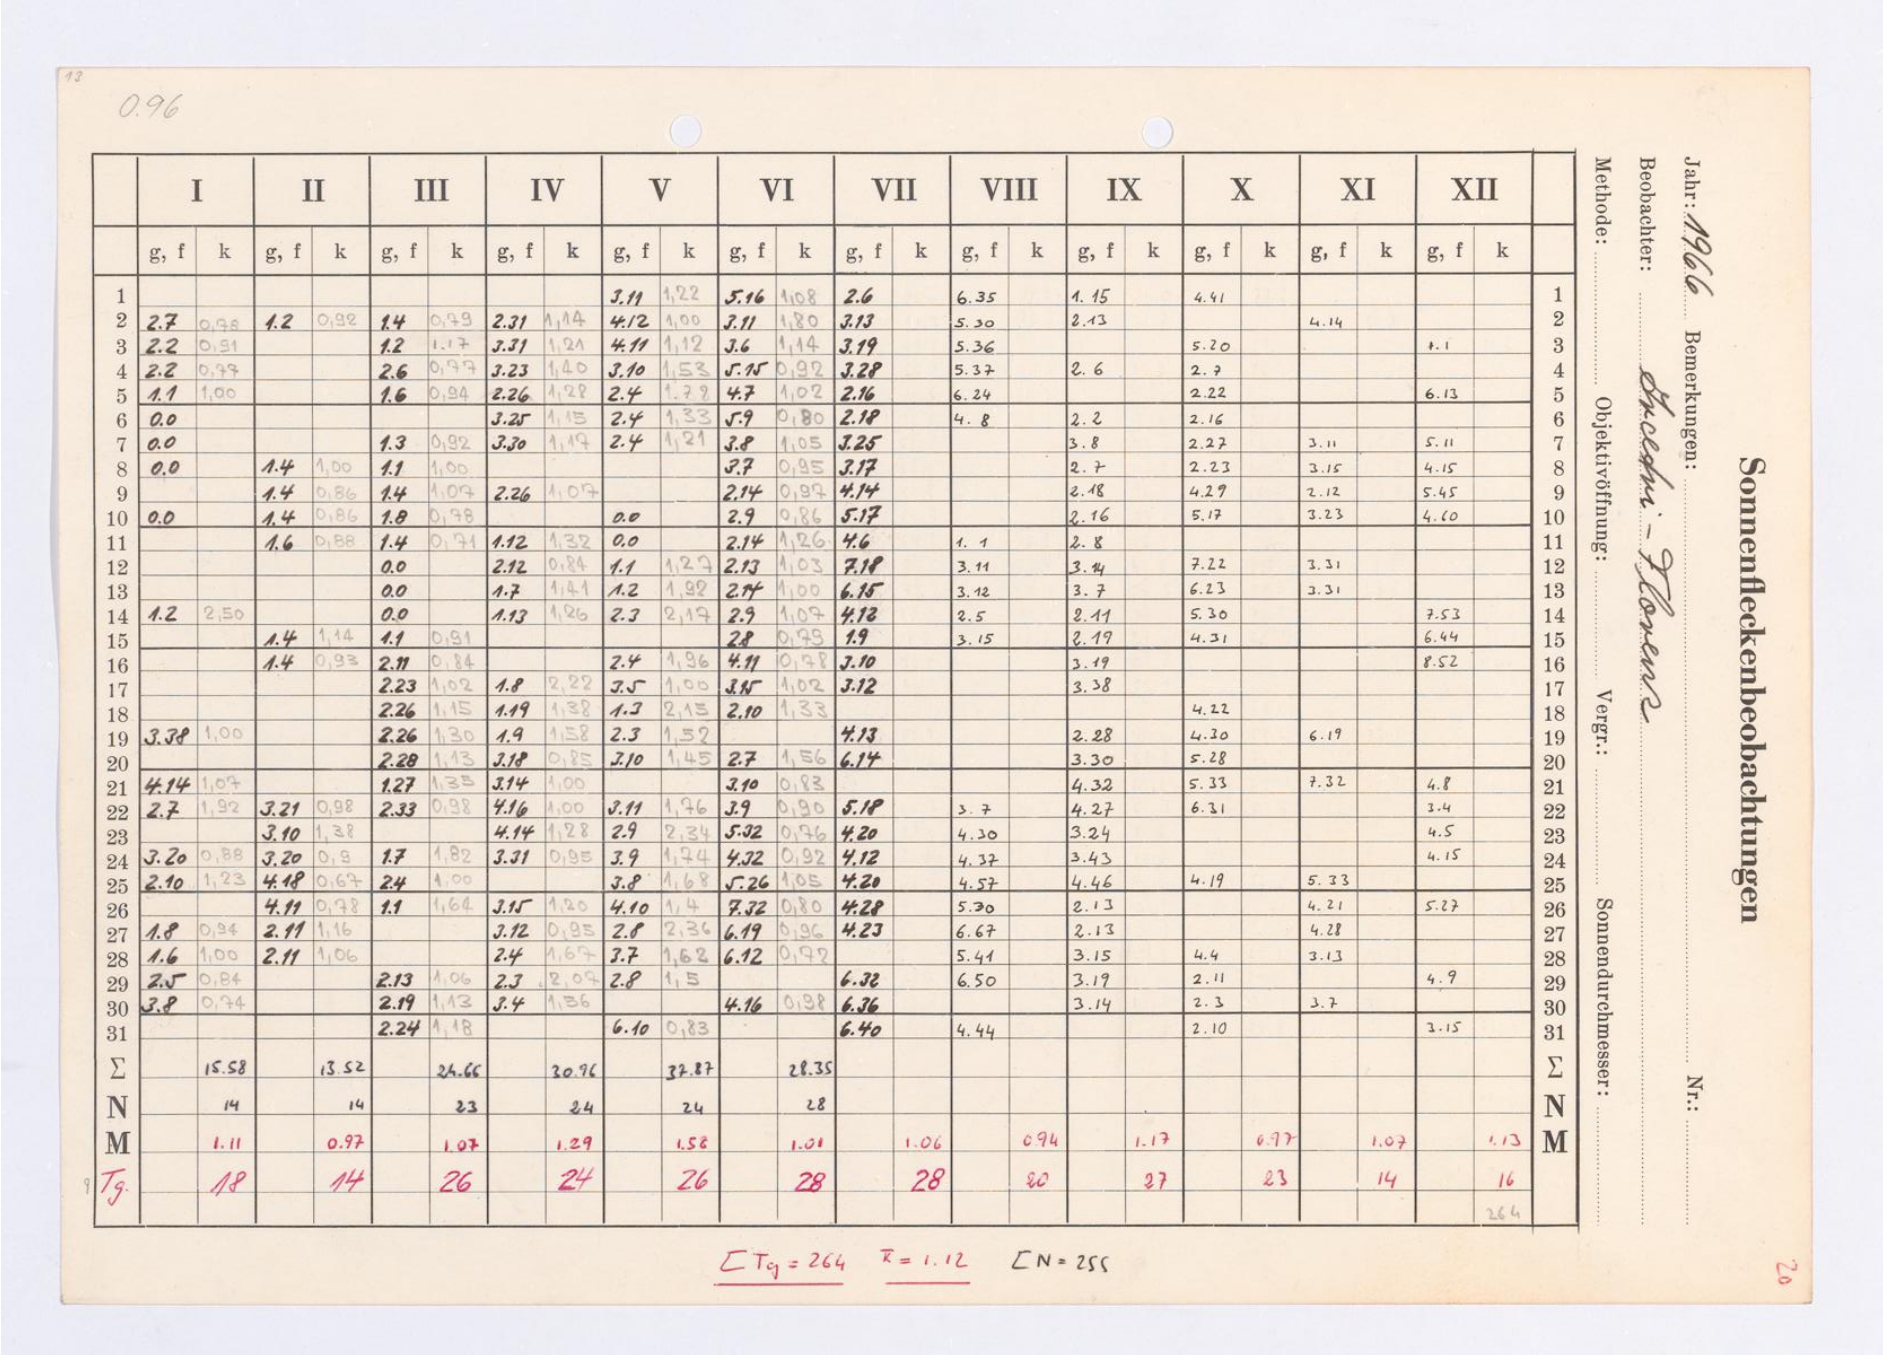 13
0.96
Sonnenfleckenbeobachtungen
Jahr: 1966 Bemerkungen: Nr.:
Beobachter: - Florenz
Methode: Objektivöffnung: Vergr.: Sonnendurchmesser:
I II III IV V VI VII VIII IX X XI XII
g, f k g, f k g, f k g, f k g, f k g, f k g, f k g, f k g, f k g, f k g, f k g, f k
1 3.11 1,22 5.16 1,08 2.6 6.35 1.15 4.41 1
2 2.7 0,78 1.2 0,92 1.4 0,79 2.31 1,14 4.12 1,00 3.11 1,80 3.13 5.30 2.13 4.14 2
3 2.2 0,91 1.2 1.17 3.31 1,21 4.11 1,12 3.6 1,14 3.19 5.36 5.20 1.1 3
4 2.2 0,77 2.6 0,77 3.23 1,40 3.10 1,53 5.15 0,92 3.28 5.37 2.6 2.7 4
5 1.1 1,00 1.6 0,94 2.26 1,28 2.4 1.78 4.7 1,02 2.16 6.24 2.22 6.13 5
6 0.0 3.25 1,15 2.4 1,33 5.9 0,80 2.18 4.8 2.2 2.16 6
7 0.0 1.3 0,92 3.30 1,17 2.4 1,21 3.8 1,05 3.25 3.8 2.27 3.11 5.11 7
8 0.0 1.4 1,00 1.1 1,00 3.7 0,95 3.17 2.7 2.23 3.15 4.15 8
9 1.4 0,86 1.4 1,07 2.26 1,07 2.14 0,97 4.14 2.18 4.29 2.12 5.45 9
10 0.0 1.4 0,86 1.8 0,78 0.0 2.9 0,86 5.17 2.16 5.17 3.23 4.60 10
11 1.6 0,88 1.4 0,71 1.12 1,32 0.0 2.14 1,26 4.6 1.1 2.8 11
12 0.0 2.12 0,84 1.1 1,27 2.13 1,03 7.18 3.11 3.14 7.22 3.31 12
13 0.0 1.7 1,41 1.2 1,92 2.14 1,00 6.15 3.12 3.7 6.23 3.31 13
14 1.2 2,50 0.0 1.13 1,26 2.3 2,17 2.9 1,07 4.12 2.5 2.11 5.30 7.53 14
15 1.4 1,14 1.1 0,91 2.8 0,79 1.9 3.15 2.19 4.31 6.44 15
16 1.4 0,93 2.11 0,84 2.4 1,96 4.11 0,78 3.10 3.19 8.52 16
17 2.23 1,02 1.8 2,22 3.5 1,00 3.15 1,02 3.12 3.38 17
18 2.26 1,15 1.19 1,38 1.3 2,15 2.10 1,33 4.22 18
19 3.38 1,00 2.26 1,30 1.9 1,58 2.3 1,52 4.13 2.28 4.30 6.19 19
20 2.28 1,13 3.18 0,85 3.10 1,45 2.7 1,56 6.14 3.30 5.28 20
21 4.14 1,07 1.27 1,35 3.14 1,00 3.10 0,83 4.32 5.33 7.32 4.8 21
22 2.7 1,92 3.21 0,98 2.33 0,98 4.16 1,00 3.11 1,76 3.9 0,90 5.18 3.7 4.27 6.31 3.4 22
23 3.10 1,38 4.14 1,28 2.9 2,34 5.32 0,76 4.20 4.30 3.24 4.5 23
24 3.20 0,88 3.20 0,9 1.7 1,82 3.31 0,95 3.9 1,74 4.32 0,92 4.12 4.37 3.43 4.15 24
25 2.10 1,23 4.18 0,67 2.4 1,00 3.8 1,68 5.26 1,05 4.20 4.57 4.46 4.19 5.33 25
26 4.11 0,78 1.1 1,64 3.15 1,20 4.10 1,4 7.32 0,80 4.28 5.30 2.13 4.21 5.27 26
27 1.8 0,94 2.11 1,16 3.12 0,95 2.8 2,36 6.19 0,96 4.23 6.67 2.13 4.28 27
28 1.6 1,00 2.11 1,06 2.4 1,67 3.7 1,62 6.12 0,72 5.41 3.15 4.4 3.13 28
29 2.5 0,84 2.13 1,06 2.3 2,07 2.8 1,5 6.32 6.50 3.19 2.11 4.9 29
30 3.8 0,74 2.19 1,13 3.4 1,36 4.16 0,98 6.36 3.14 2.3 3.7 30
31 2.24 1,18 6.10 0,83 6.40 4.44 2.10 3.15 31
Σ 15.58 13.52 24.66 30.96 37.87 28.35 Σ
N 14 14 23 24 24 28 N
M 1.11 0.97 1.07 1.29 1.58 1.01 1.06 0.94 1.17 0.97 1.07 1.13 M
Tg. 18 14 26 24 26 28 28 20 27 23 14 16
264
Σ Tg = 264 k̅ = 1.12 Σ N = 255
20